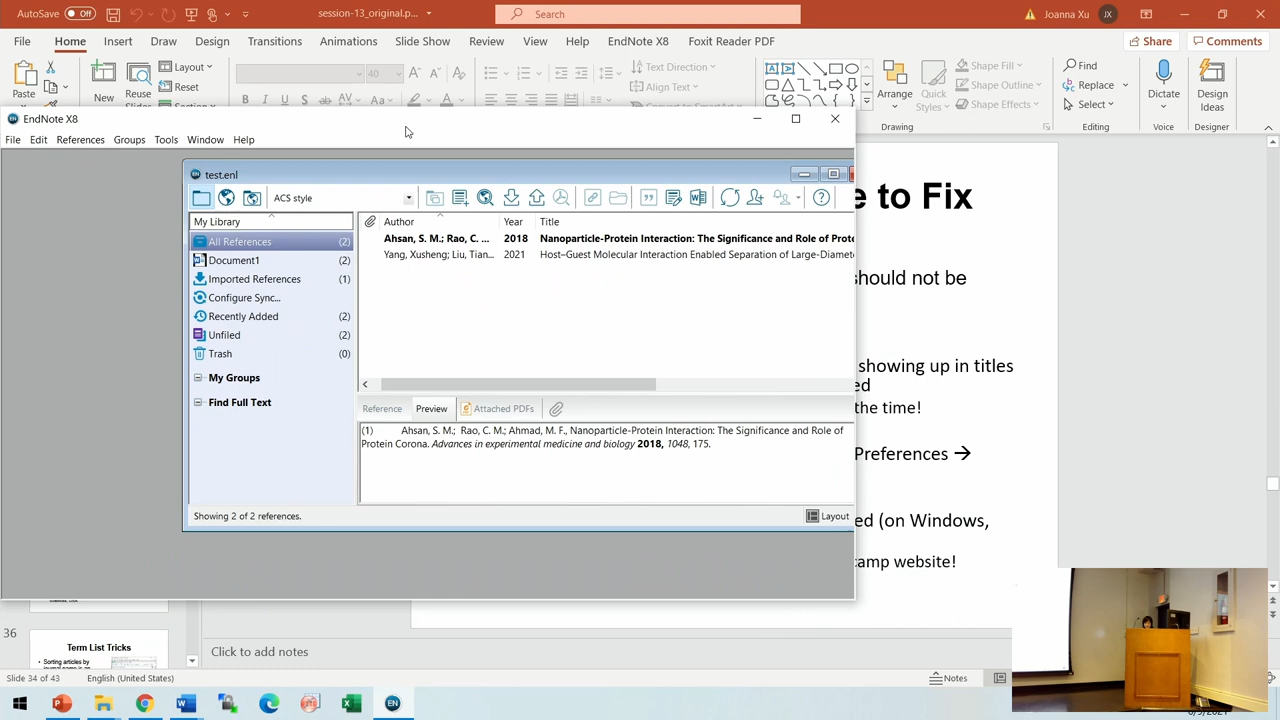 AutoSave Off session-13_original.p... Search Joanna Xu JX
File Home Insert Draw Design Transitions Animations Slide Show Review View Help EndNote X8 Foxit Reader PDF Share Comments
Paste New Reuse Layout Reset 40 Text Direction Align Text Arrange Quick Styles Shape Fill Shape Outline Shape Effects Find Replace Select Dictate Design Ideas
Drawing Editing Voice Designer
EndNote X8
File Edit References Groups Tools Window Help
test.enl
ACS style
My Library
All References (2)
Document1 (2)
Imported References (1)
Configure Sync...
Recently Added (2)
Unfiled (2)
Trash (0)
My Groups
Find Full Text
Author Year Title
Ahsan, S. M.; Rao, C. ... 2018 Nanoparticle-Protein Interaction: The Significance and Role of Prote
Yang, Xusheng; Liu, Tian... 2021 Host–Guest Molecular Interaction Enabled Separation of Large-Diamete
Reference Preview Attached PDFs
(1) Ahsan, S. M.; Rao, C. M.; Ahmad, M. F., Nanoparticle-Protein Interaction: The Significance and Role of
Protein Corona. Advances in experimental medicine and biology 2018, 1048, 175.
Showing 2 of 2 references. Layout
e to Fix
should not be
showing up in titles
ed
the time!
Preferences →
ed (on Windows,
camp website!
36
Term List Tricks
• Sorting articles by
Click to add notes
Slide 34 of 43 English (United States) Notes